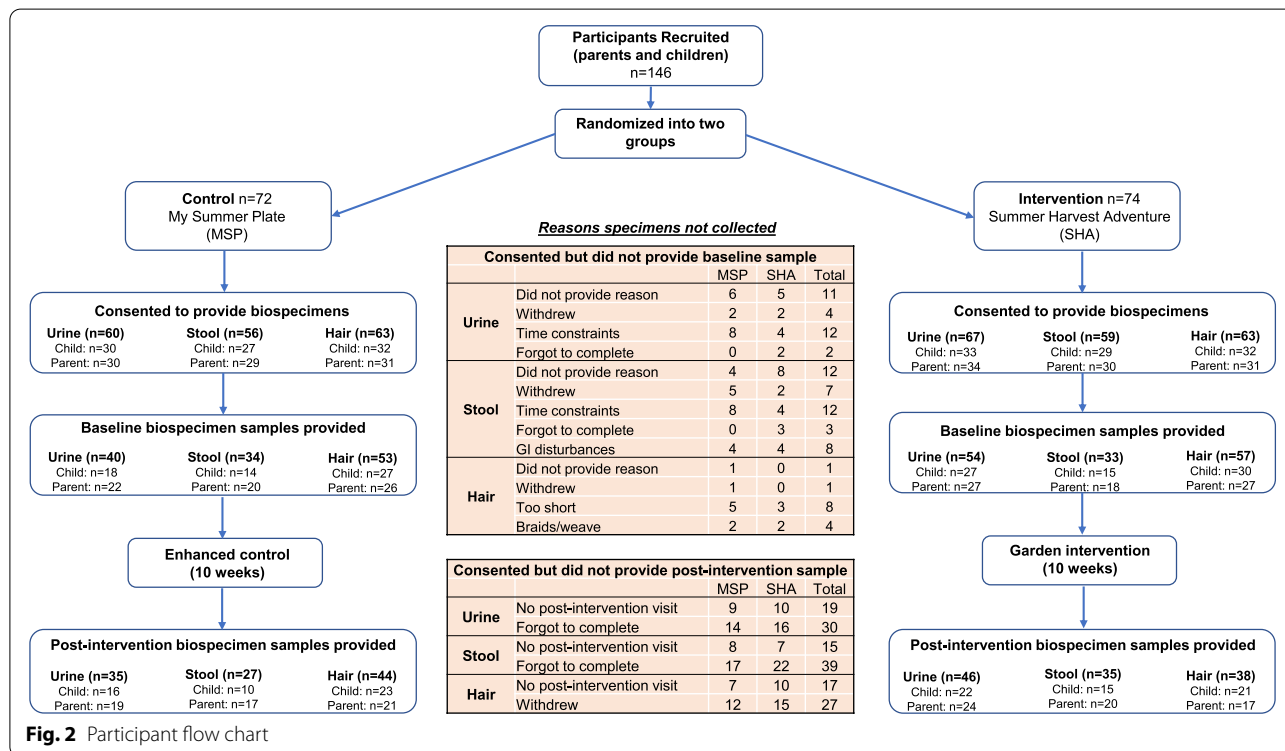 Participants Recruited
(parents and children)
n=146
Randomized into two
groups
Control n=72
My Summer Plate
(MSP)
Intervention n=74
Summer Harvest Adventure
(SHA)
Consented to provide biospecimens
Urine (n=60) Stool (n=56) Hair (n=63)
Child: n=30 Child: n=27 Child: n=32
Parent: n=30 Parent: n=29 Parent: n=31
Baseline biospecimen samples provided
Urine (n=40) Stool (n=34) Hair (n=53)
Child: n=18 Child: n=14 Child: n=27
Parent: n=22 Parent: n=20 Parent: n=26
Enhanced control
(10 weeks)
Post-intervention biospecimen samples provided
Urine (n=35) Stool (n=27) Hair (n=44)
Child: n=16 Child: n=10 Child: n=23
Parent: n=19 Parent: n=17 Parent: n=21
Reasons specimens not collected
Consented but did not provide baseline sample
MSP SHA Total
Urine
Did not provide reason 6 5 11
Withdrew 2 2 4
Time constraints 8 4 12
Forgot to complete 0 2 2
Stool
Did not provide reason 4 8 12
Withdrew 5 2 7
Time constraints 8 4 12
Forgot to complete 0 3 3
GI disturbances 4 4 8
Hair
Did not provide reason 1 0 1
Withdrew 1 0 1
Too short 5 3 8
Braids/weave 2 2 4
Consented but did not provide post-intervention sample
MSP SHA Total
Urine
No post-intervention visit 9 10 19
Forgot to complete 14 16 30
Stool
No post-intervention visit 8 7 15
Forgot to complete 17 22 39
Hair
No post-intervention visit 7 10 17
Withdrew 12 15 27
Consented to provide biospecimens
Urine (n=67) Stool (n=59) Hair (n=63)
Child: n=33 Child: n=29 Child: n=32
Parent: n=34 Parent: n=30 Parent: n=31
Baseline biospecimen samples provided
Urine (n=54) Stool (n=33) Hair (n=57)
Child: n=27 Child: n=15 Child: n=30
Parent: n=27 Parent: n=18 Parent: n=27
Garden intervention
(10 weeks)
Post-intervention biospecimen samples provided
Urine (n=46) Stool (n=35) Hair (n=38)
Child: n=22 Child: n=15 Child: n=21
Parent: n=24 Parent: n=20 Parent: n=17
Fig. 2 Participant flow chart